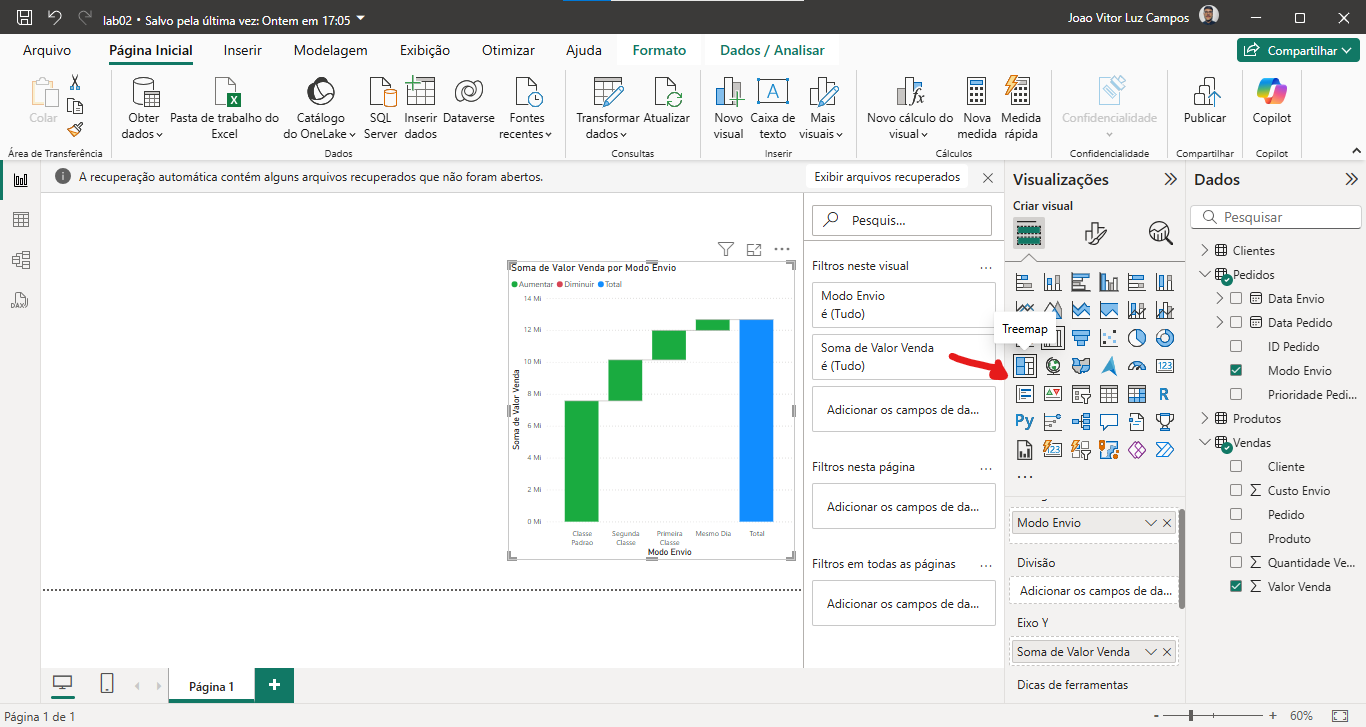 lab02 • Salvo pela última vez: Ontem em 17:05
Joao Vitor Luz Campos
Arquivo
Página Inicial
Inserir
Modelagem
Exibição
Otimizar
Ajuda
Formato
Dados / Analisar
Compartilhar
Colar
Área de Transferência
Obter
dados
Pasta de trabalho do
Excel
Catálogo
do OneLake
SQL
Server
Inserir
dados
Dataverse
Fontes
recentes
Dados
Transformar
dados
Atualizar
Consultas
Novo
visual
Caixa de
texto
Mais
visuais
Inserir
Novo cálculo do
visual
Nova
medida
Medida
rápida
Cálculos
Confidencialidade
Confidencialidade
Publicar
Compartilhar
Copilot
Copilot
A recuperação automática contém alguns arquivos recuperados que não foram abertos.
Exibir arquivos recuperados
Soma de Valor Venda por Modo Envio
Aumentar Diminuir Total
14 Mi
12 Mi
10 Mi
8 Mi
6 Mi
4 Mi
2 Mi
0 Mi
Soma de Valor Venda
Classe
Padrao
Segunda
Classe
Primeira
Classe
Mesmo Dia
Total
Modo Envio
Pesquis...
Filtros neste visual
Modo Envio
é (Tudo)
Soma de Valor Venda
é (Tudo)
Adicionar os campos de da...
Filtros nesta página
Adicionar os campos de da...
Filtros em todas as páginas
Adicionar os campos de da...
Visualizações
Criar visual
Treemap
123
R
Py
123
Modo Envio
Divisão
Adicionar os campos de da...
Eixo Y
Soma de Valor Venda
Dicas de ferramentas
Dados
Pesquisar
Clientes
Pedidos
Data Envio
Data Pedido
ID Pedido
Modo Envio
Prioridade Pedi...
Produtos
Vendas
Cliente
Custo Envio
Pedido
Produto
Quantidade Ve...
Valor Venda
DAX
Página 1
Página 1 de 1
- + 60%